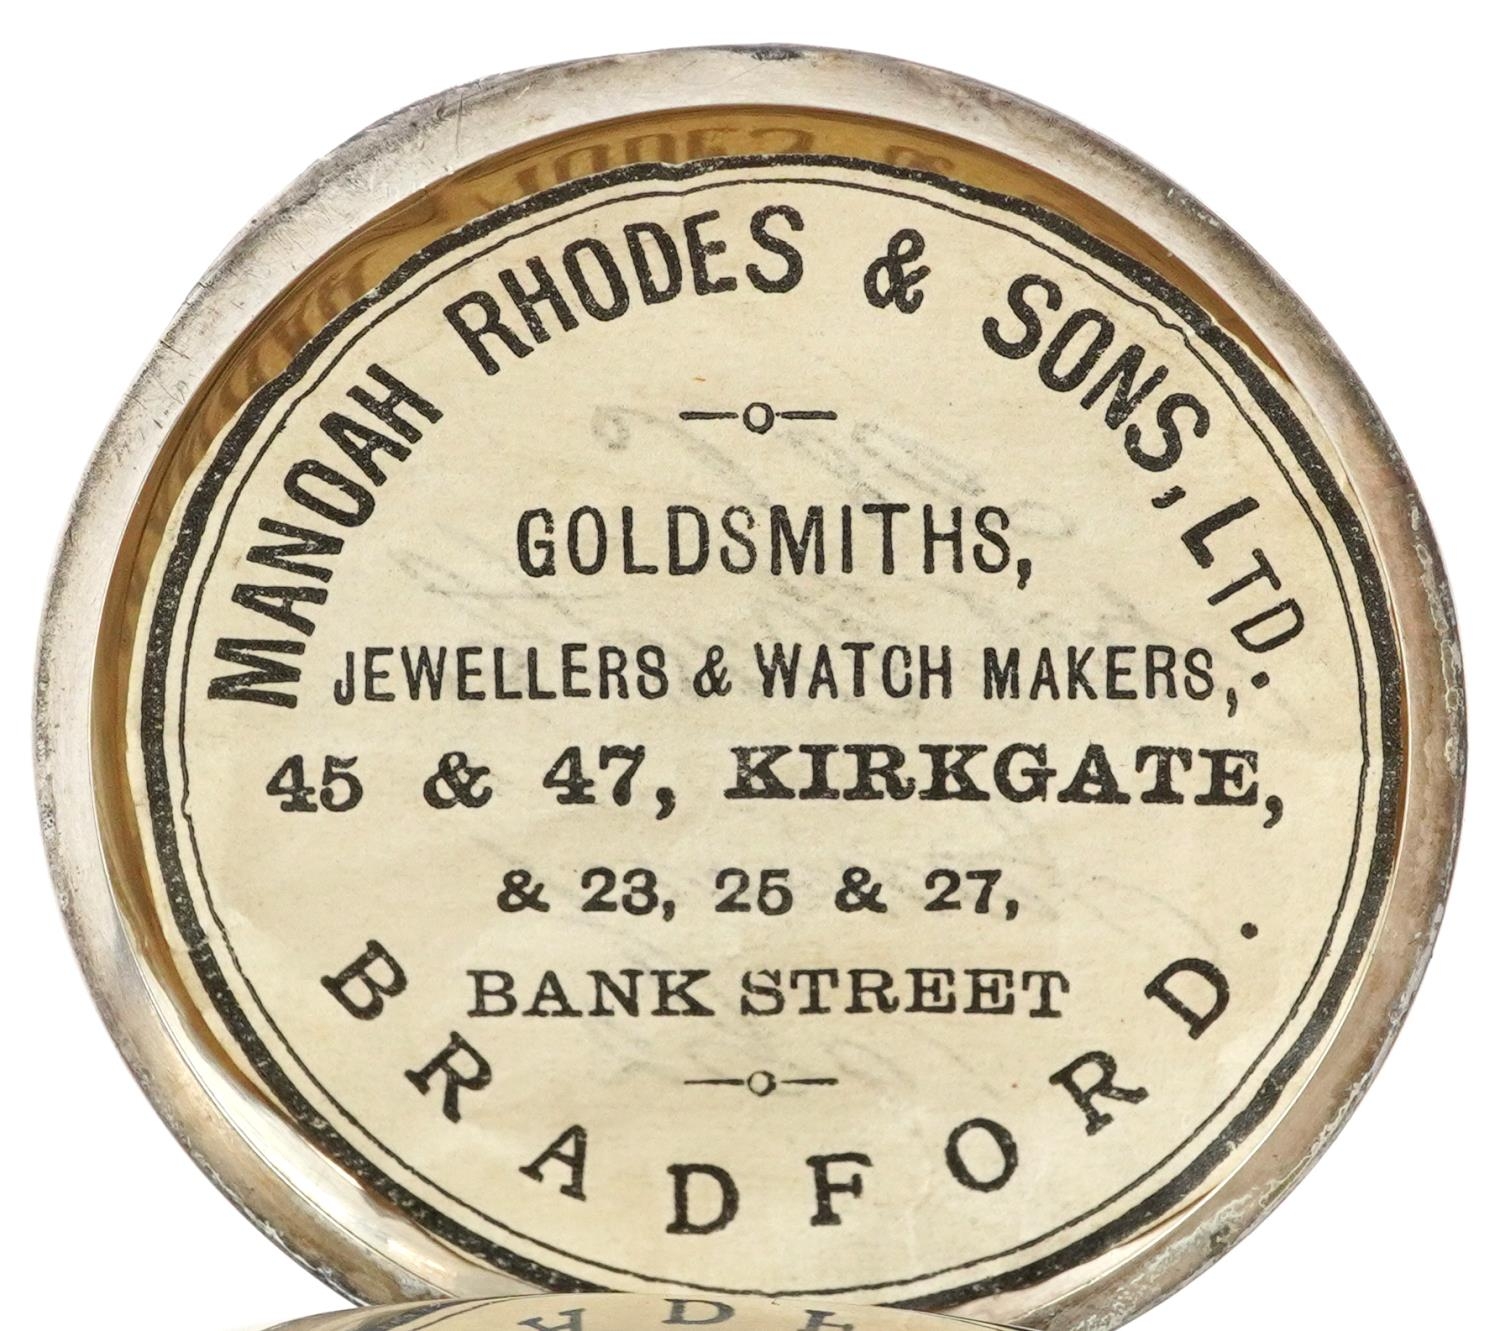 MANOAH RHODES & SONS, LTD.
GOLDSMITHS,
JEWELLERS & WATCH MAKERS,
45 & 47, KIRKGATE,
& 23, 25 & 27,
BANK STREET
BRADFORD.